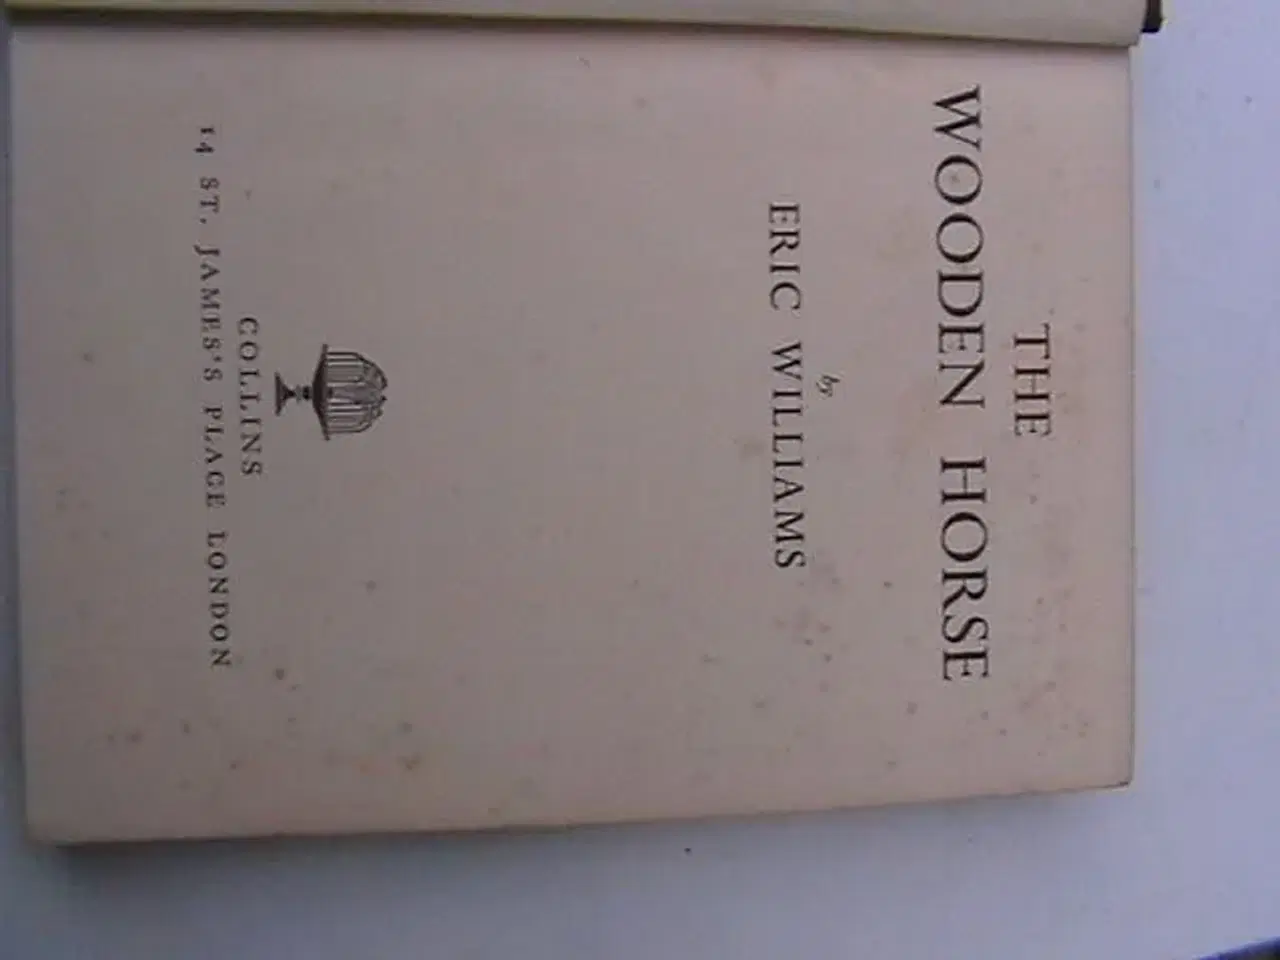 THE
WOODEN HORSE
by
ERIC WILLIAMS
COLLINS
14 ST. JAMES'S PLACE LONDON